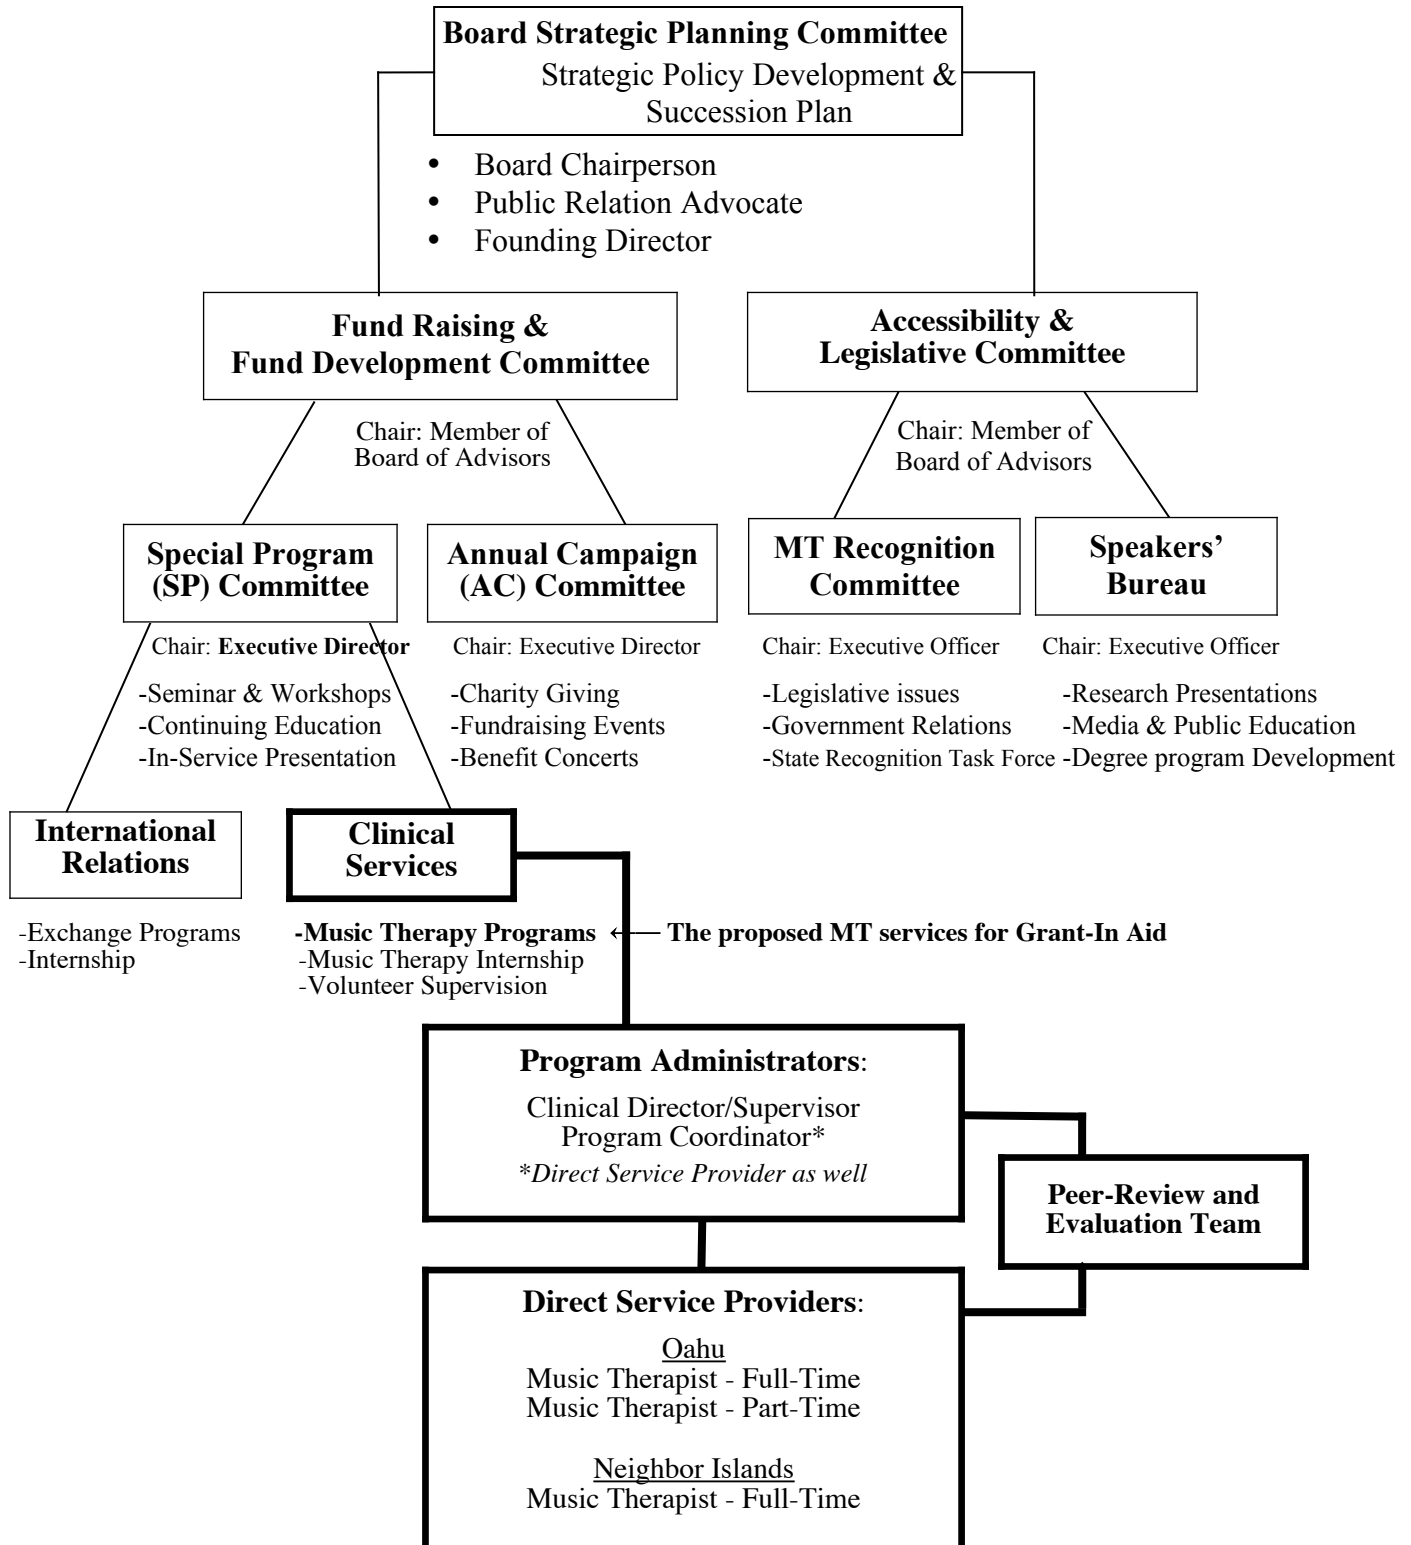 Board Strategic Planning Committee
Strategic Policy Development &
Succession Plan
• Board Chairperson
• Public Relation Advocate
• Founding Director
Fund Raising &
Fund Development Committee
Chair: Member of
Board of Advisors
Accessibility &
Legislative Committee
Chair: Member of
Board of Advisors
Special Program
(SP) Committee
Chair: Executive Director
-Seminar & Workshops
-Continuing Education
-In-Service Presentation
Annual Campaign
(AC) Committee
Chair: Executive Director
-Charity Giving
-Fundraising Events
-Benefit Concerts
MT Recognition
Committee
Chair: Executive Officer
-Legislative issues
-Government Relations
-State Recognition Task Force
Speakers’
Bureau
Chair: Executive Officer
-Research Presentations
-Media & Public Education
-Degree program Development
International
Relations
-Exchange Programs
-Internship
Clinical
Services
-Music Therapy Programs ←— The proposed MT services for Grant-In Aid
-Music Therapy Internship
-Volunteer Supervision
Program Administrators:
Clinical Director/Supervisor
Program Coordinator*
*Direct Service Provider as well
Peer-Review and
Evaluation Team
Direct Service Providers:
Oahu
Music Therapist - Full-Time
Music Therapist - Part-Time
Neighbor Islands
Music Therapist - Full-Time